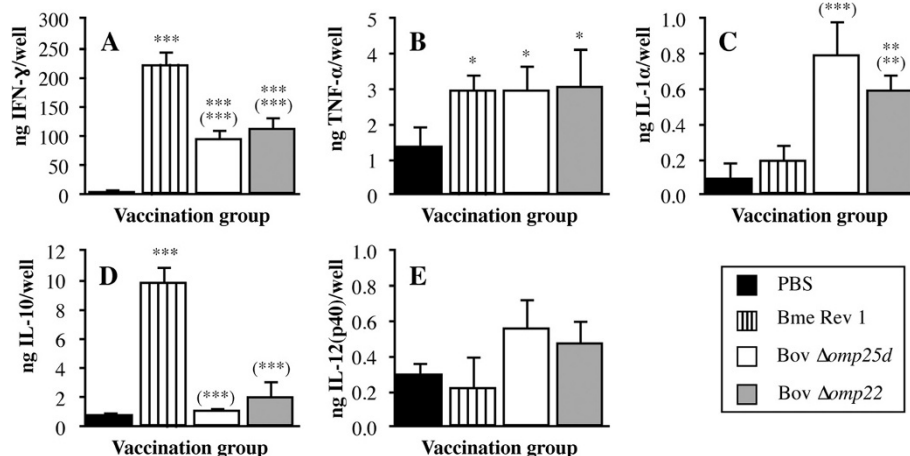 A
ng IFN-ɣ/well
300
250
200
150
100
50
0
***
***
(***)
***
(***)
Vaccination group
B
ng TNF-α/well
5
4
3
2
1
0
*
*
*
Vaccination group
C
ng IL-1α/well
1.0
0.8
0.6
0.4
0.2
0.0
(***)
**
(**)
Vaccination group
D
ng IL-10/well
12
10
8
6
4
2
0
***
(***)
(***)
Vaccination group
E
ng IL-12(p40)/well
1.0
0.8
0.6
0.4
0.2
0.0
Vaccination group
PBS
Bme Rev 1
Bov Δomp25d
Bov Δomp22